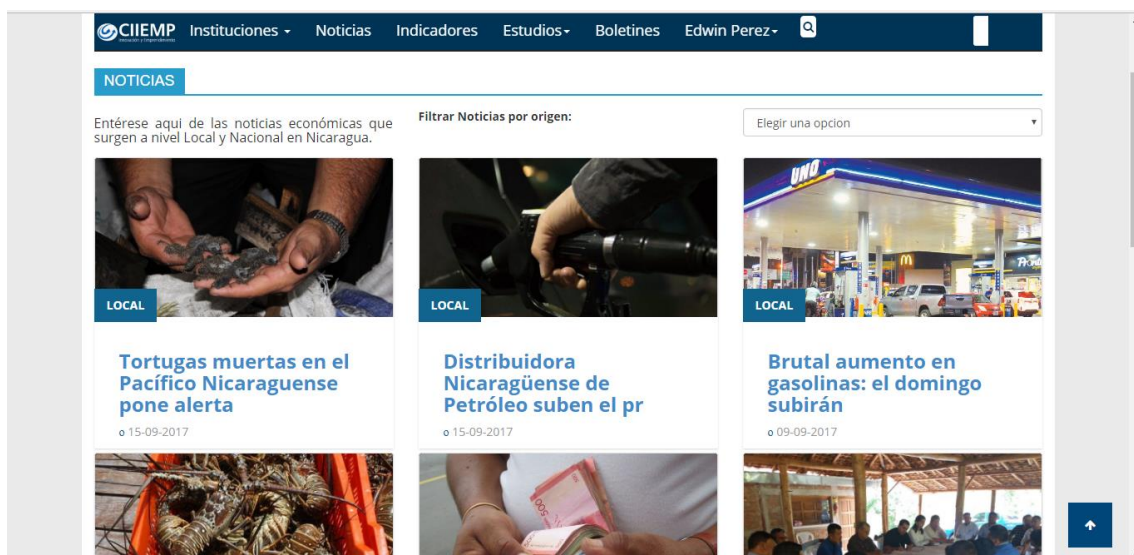 CIIEMP Instituciones Noticias Indicadores Estudios Boletines Edwin Perez
NOTICIAS
Entérese aqui de las noticias económicas que
surgen a nivel Local y Nacional en Nicaragua.
Filtrar Noticias por origen:
Elegir una opcion
UNO
Pronto
LOCAL
LOCAL
LOCAL
Tortugas muertas en el
Pacífico Nicaraguense
pone alerta
15-09-2017
Distribuidora
Nicaragüense de
Petróleo suben el pr
15-09-2017
Brutal aumento en
gasolinas: el domingo
subirán
09-09-2017
500